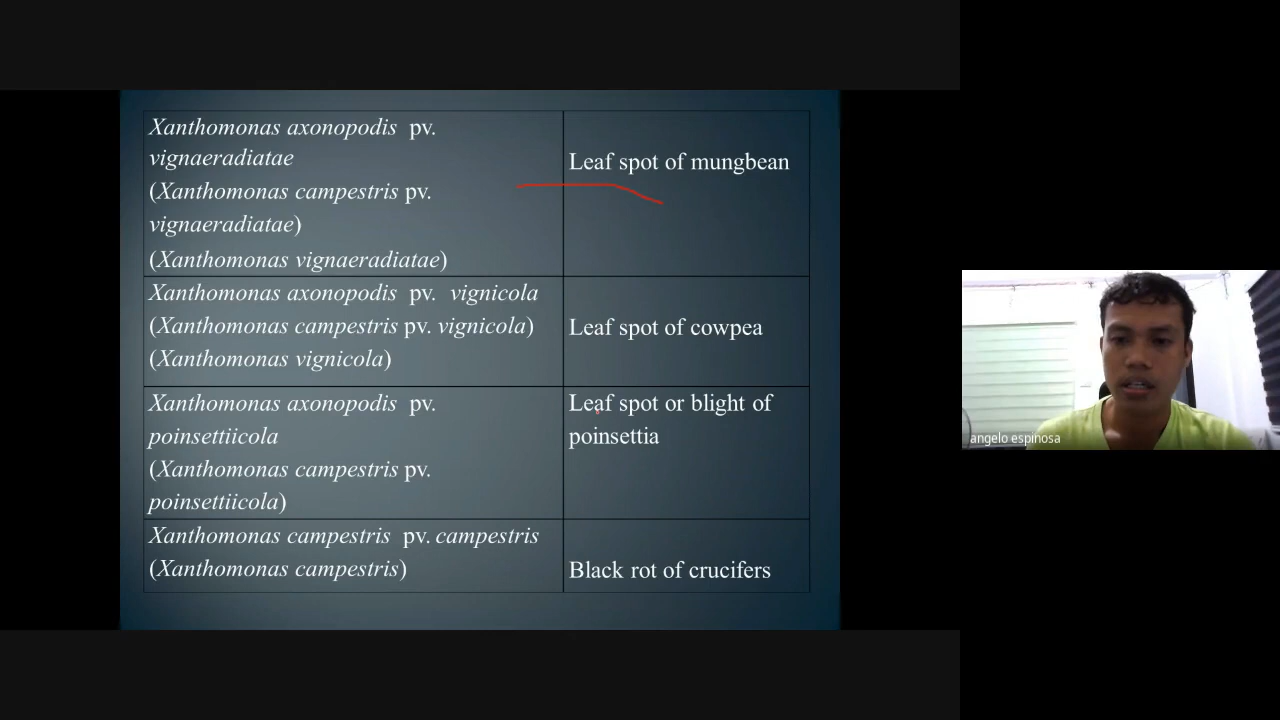 Xanthomonas axonopodis pv.
vignaeradiatae
(Xanthomonas campestris pv.
vignaeradiatae)
(Xanthomonas vignaeradiatae)
Leaf spot of mungbean
Xanthomonas axonopodis pv. vignicola
(Xanthomonas campestris pv. vignicola)
(Xanthomonas vignicola)
Leaf spot of cowpea
Xanthomonas axonopodis pv.
poinsettiicola
(Xanthomonas campestris pv.
poinsettiicola)
Leaf spot or blight of
poinsettia
Xanthomonas campestris pv. campestris
(Xanthomonas campestris)
Black rot of crucifers
angelo espinosa